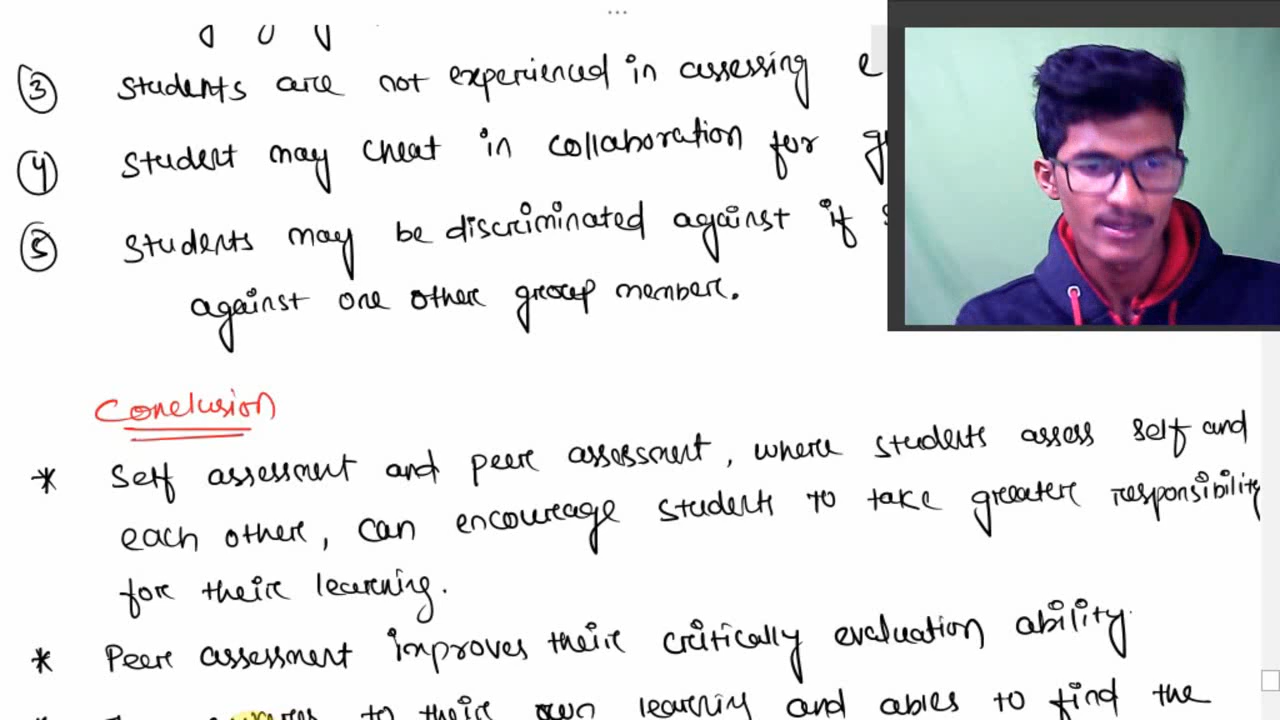 ③ Students are not experienced in assessing e
④ Student may cheat in collaboration for
⑤ Students may be discriminated against if
against one other group member.
Conclusion
* Self assessment and peer assessment, where students assess self and
each other, can encourage students to take greater responsibility
for their learning.
* Peer assessment improves their critically evaluation ability.
to their own learning and ables to find the